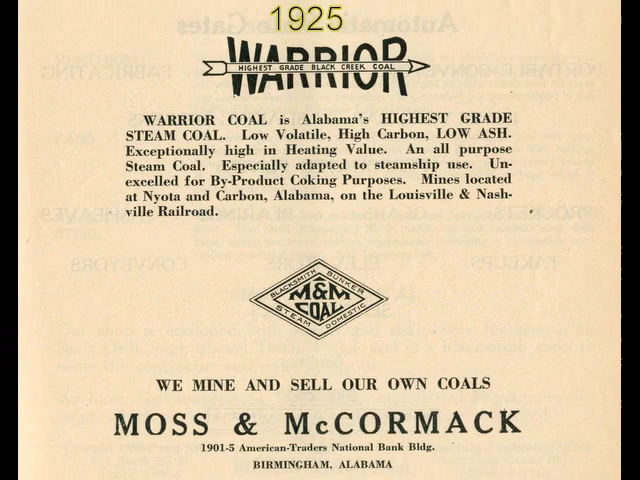 1925
WARRIOR
HIGHEST GRADE BLACK CREEK COAL
WARRIOR COAL is Alabama's HIGHEST GRADE
STEAM COAL. Low Volatile, High Carbon, LOW ASH.
Exceptionally high in Heating Value. An all purpose
Steam Coal. Especially adapted to steamship use. Un-
excelled for By-Product Coking Purposes. Mines located
at Nyota and Carbon, Alabama, on the Louisville & Nash-
ville Railroad.
BLACKSMITH BUNKER
M&M
COAL
STEAM DOMESTIC
WE MINE AND SELL OUR OWN COALS
MOSS & McCORMACK
1901-5 American-Traders National Bank Bldg.
BIRMINGHAM, ALABAMA